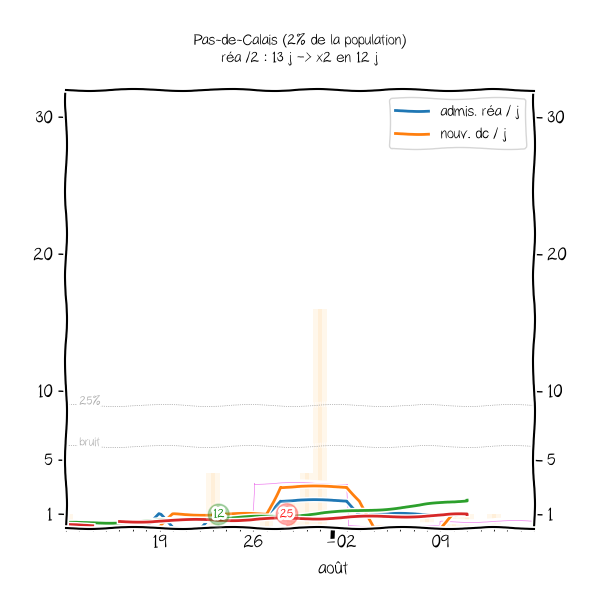 Pas-de-Calais (2% de la population)
réa /2 : 13 j -> x2 en 12 j
admis. réa / j
nouv. dc / j
30 30
20 20
10 10
25%
bruit
5 5
12 25
1 1
19 26 02 09
août